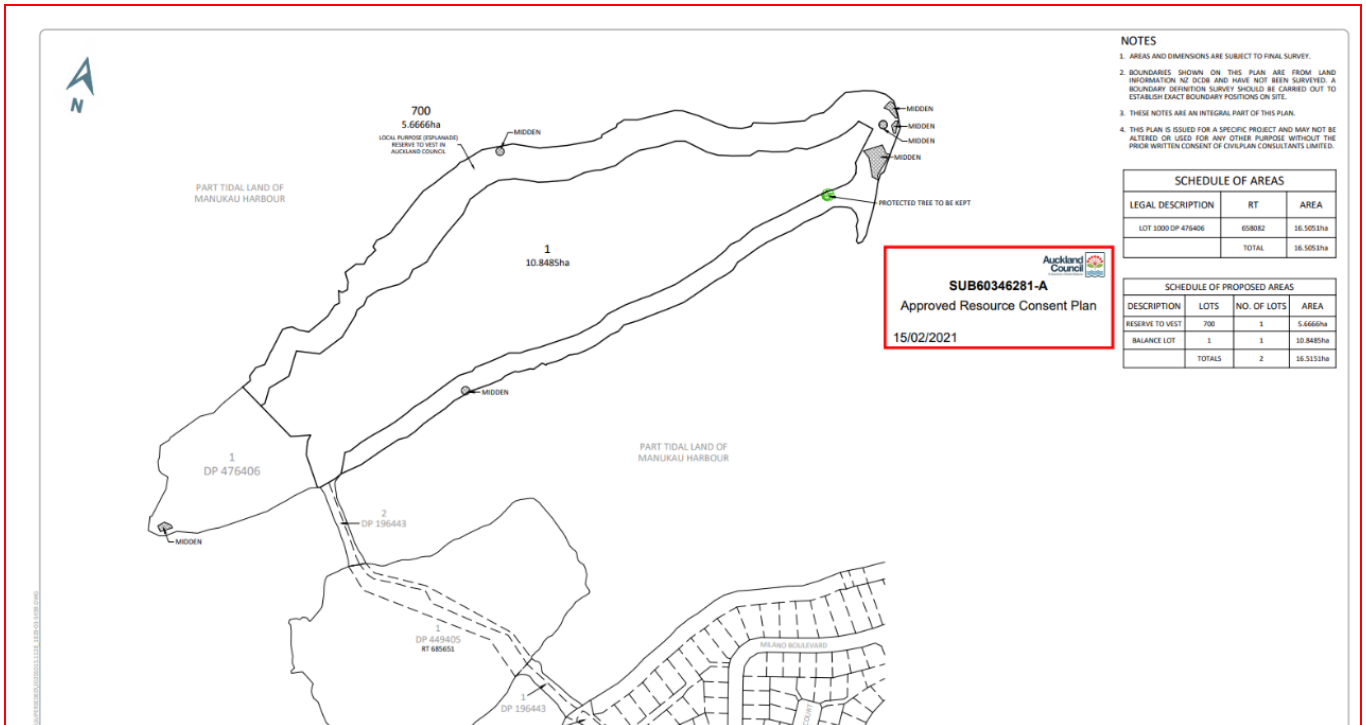 N
700
5.6666ha
LOCAL PURPOSE (ESPLANADE)
RESERVE TO VEST IN
AUCKLAND COUNCIL
MIDDEN
MIDDEN
MIDDEN
MIDDEN
MIDDEN
PART TIDAL LAND OF
MANUKAU HARBOUR
PROTECTED TREE TO BE KEPT
1
10.8485ha
MIDDEN
PART TIDAL LAND OF
MANUKAU HARBOUR
1
DP 476406
MIDDEN
2
DP 196443
1
DP 449405
RT 685651
1
DP 196443
MILANO BOULEVARD
COURT
NOTES
1. AREAS AND DIMENSIONS ARE SUBJECT TO FINAL SURVEY.
2. BOUNDARIES SHOWN ON THIS PLAN ARE FROM LAND
INFORMATION NZ DCDB AND HAVE NOT BEEN SURVEYED. A
BOUNDARY DEFINITION SURVEY SHOULD BE CARRIED OUT TO
ESTABLISH EXACT BOUNDARY POSITIONS ON SITE.
3. THESE NOTES ARE AN INTEGRAL PART OF THIS PLAN.
4. THIS PLAN IS ISSUED FOR A SPECIFIC PROJECT AND MAY NOT BE
ALTERED OR USED FOR ANY OTHER PURPOSE WITHOUT THE
PRIOR WRITTEN CONSENT OF CIVILPLAN CONSULTANTS LIMITED.
SCHEDULE OF AREAS
LEGAL DESCRIPTION RT AREA
LOT 1000 DP 476406 658082 16.5051ha
TOTAL 16.5051ha
Auckland
Council
SUB60346281-A
Approved Resource Consent Plan
15/02/2021
SCHEDULE OF PROPOSED AREAS
DESCRIPTION LOTS NO. OF LOTS AREA
RESERVE TO VEST 700 1 5.6666ha
BALANCE LOT 1 1 10.8485ha
TOTALS 2 16.5151ha